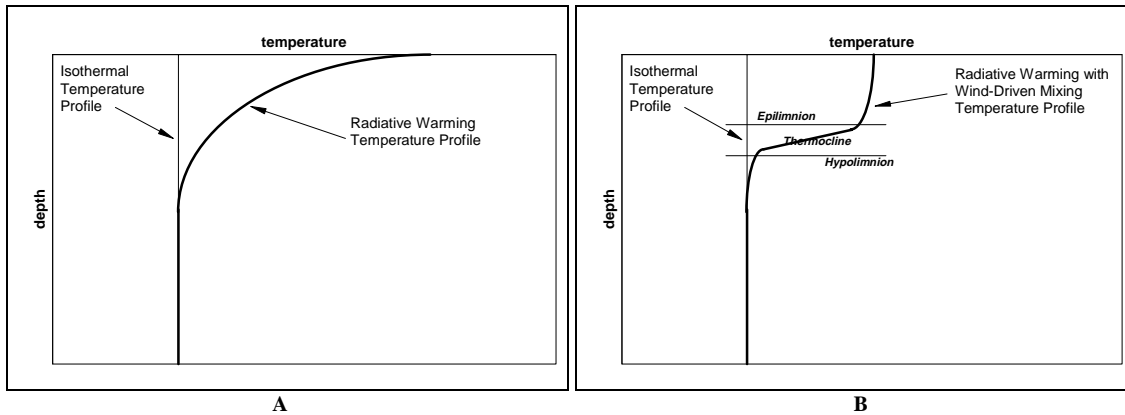 temperature
Isothermal
Temperature
Profile
Radiative Warming
Temperature Profile
depth
A
temperature
Isothermal
Temperature
Profile
Radiative Warming with
Wind-Driven Mixing
Temperature Profile
Epilimnion
Thermocline
Hypolimnion
depth
B